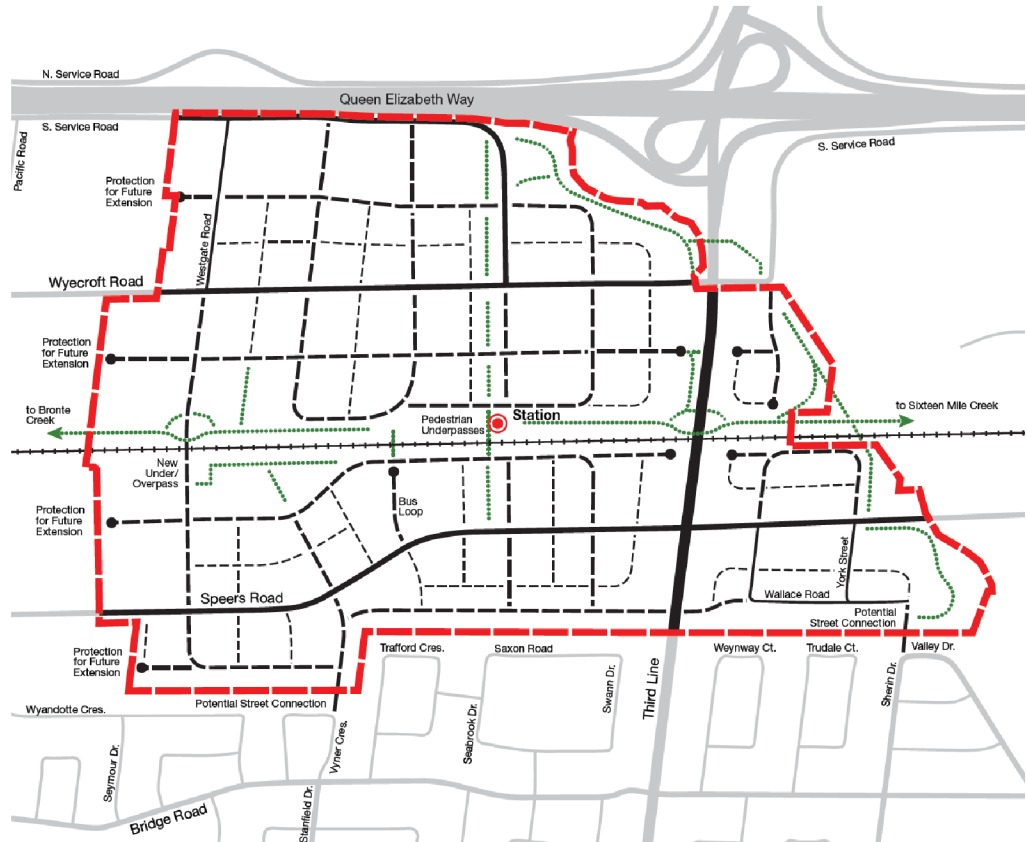 N. Service Road
Queen Elizabeth Way
S. Service Road
S. Service Road
Pacific Road
Protection
for Future
Extension
Westgate Road
Wyecroft Road
Protection
for Future
Extension
to Bronte
Creek
Station
Pedestrian
Underpasses
to Sixteen Mile Creek
New
Under/
Overpass
Bus
Loop
Protection
for Future
Extension
York Street
Speers Road
Wallace Road
Potential
Street Connection
Protection
for Future
Extension
Trafford Cres.
Saxon Road
Swann Dr.
Third Line
Weynway Ct.
Trudale Ct.
Sherin Dr.
Valley Dr.
Potential Street Connection
Wyandotte Cres.
Seymour Dr.
Vyner Cres.
Seabrook Dr.
Stanfield Dr.
Bridge Road